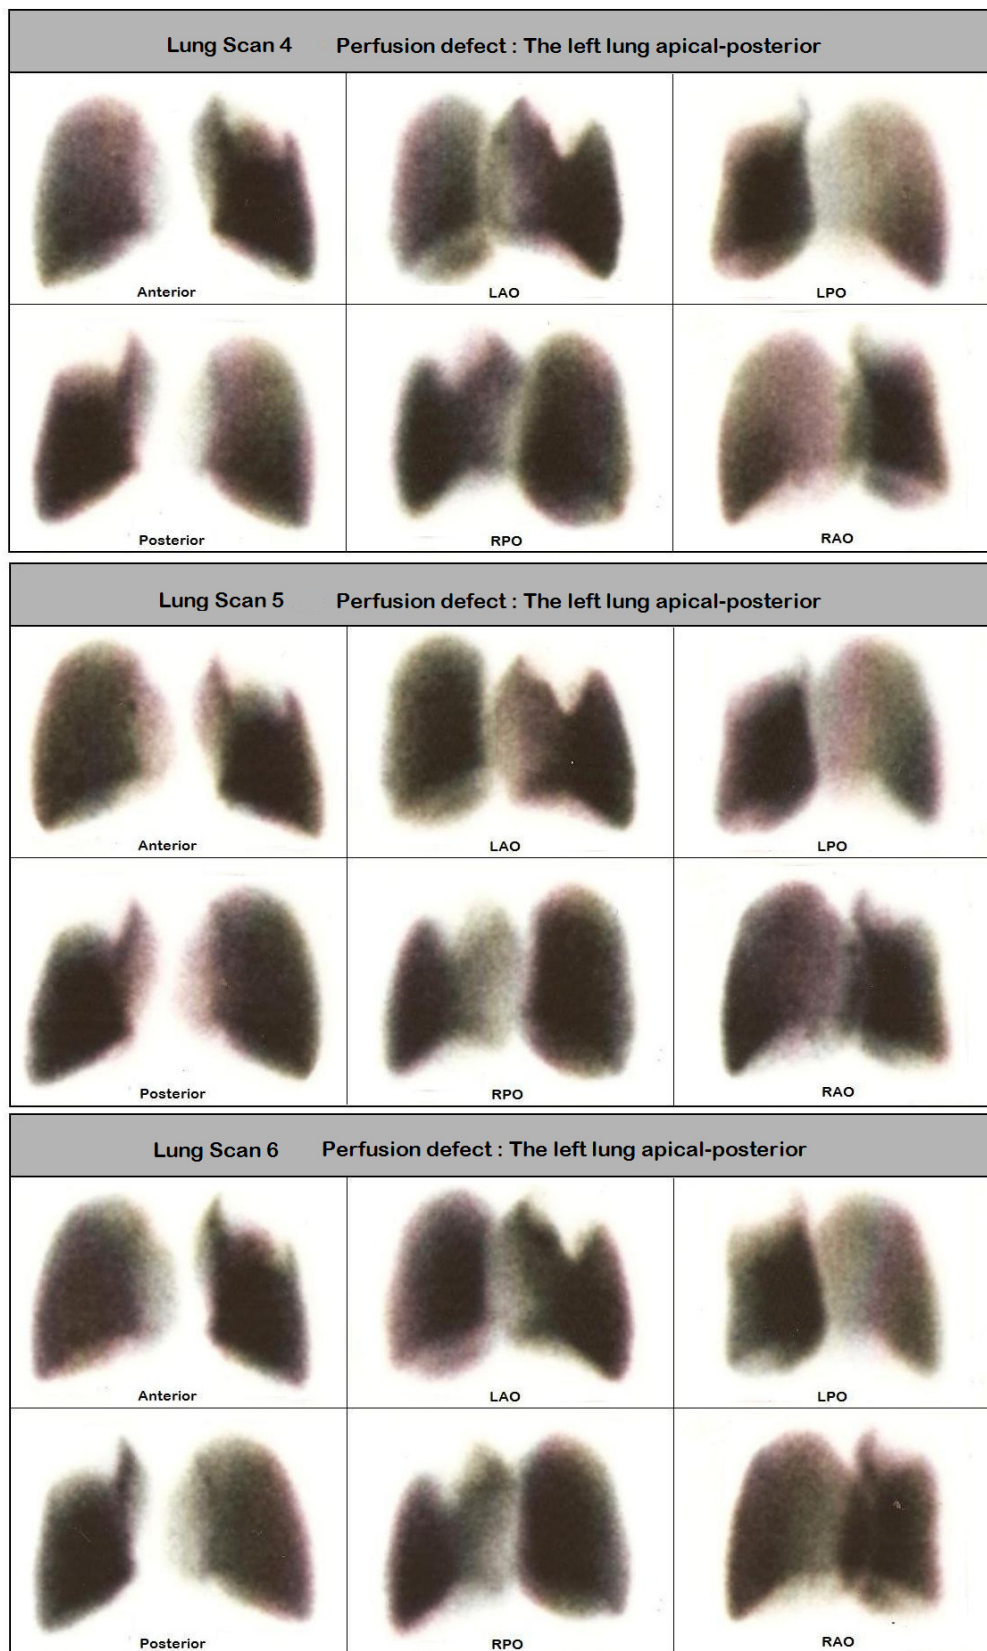 Lung Scan 4 Perfusion defect : The left lung apical-posterior
Anterior LAO LPO
Posterior RPO RAO
Lung Scan 5 Perfusion defect : The left lung apical-posterior
Anterior LAO LPO
Posterior RPO RAO
Lung Scan 6 Perfusion defect : The left lung apical-posterior
Anterior LAO LPO
Posterior RPO RAO